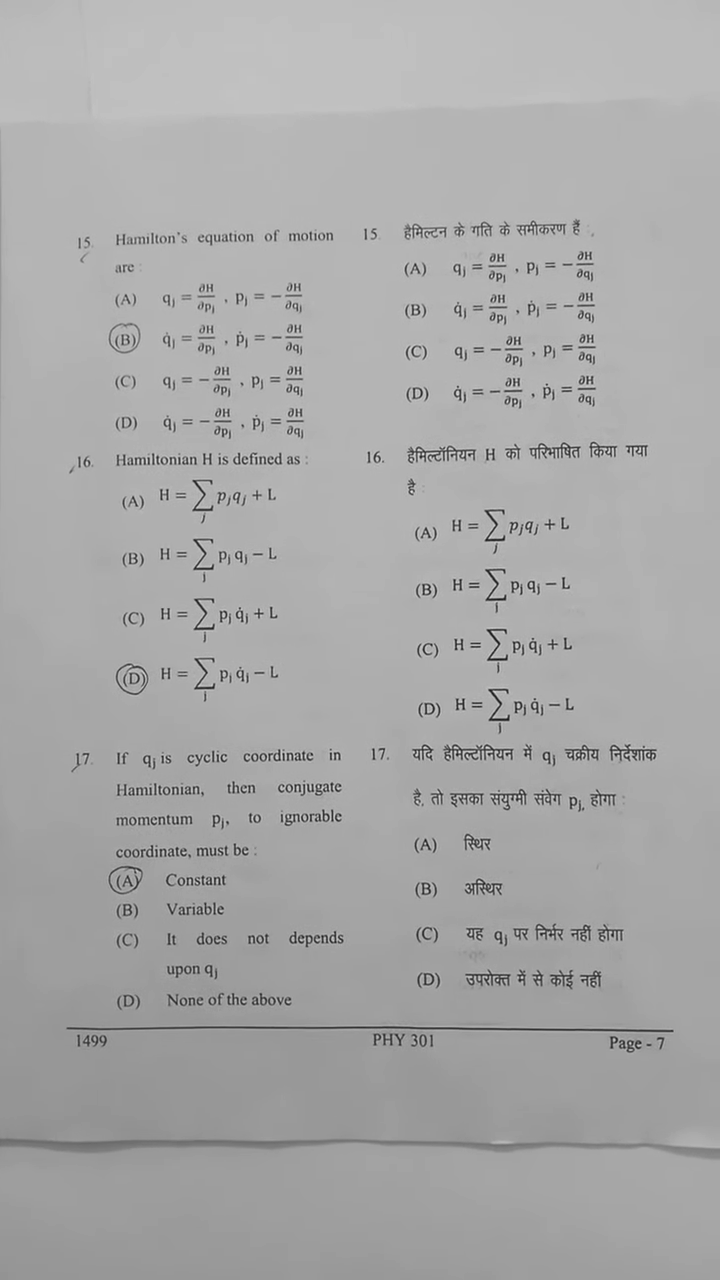 15. Hamilton's equation of motion
are :
(A) qj = ∂H/∂pj , pj = −∂H/∂qj
(B) q̇j = ∂H/∂pj , ṗj = −∂H/∂qj
(C) qj = −∂H/∂pj , pj = ∂H/∂qj
(D) q̇j = −∂H/∂pj , ṗj = ∂H/∂qj
16. Hamiltonian H is defined as :
(A) H = ∑j pjqj + L
(B) H = ∑j pj qj − L
(C) H = ∑j pj q̇j + L
(D) H = ∑j pj q̇j − L
17. If qj is cyclic coordinate in
Hamiltonian, then conjugate
momentum pj, to ignorable
coordinate, must be :
(A) Constant
(B) Variable
(C) It does not depends
upon qj
(D) None of the above
15. हैमिल्टन के गति के समीकरण हैं :
(A) qj = ∂H/∂pj , pj = −∂H/∂qj
(B) q̇j = ∂H/∂pj , ṗj = −∂H/∂qj
(C) qj = −∂H/∂pj , pj = ∂H/∂qj
(D) q̇j = −∂H/∂pj , ṗj = ∂H/∂qj
16. हैमिल्टॉनियन H को परिभाषित किया गया
है :
(A) H = ∑j pjqj + L
(B) H = ∑j pj qj − L
(C) H = ∑j pj q̇j + L
(D) H = ∑j pj q̇j − L
17. यदि हैमिल्टॉनियन में qj चक्रीय निर्देशांक
है, तो इसका संयुग्मी संवेग pj, होगा :
(A) स्थिर
(B) अस्थिर
(C) यह qj पर निर्भर नहीं होगा
(D) उपरोक्त में से कोई नहीं
1499 PHY 301 Page - 7